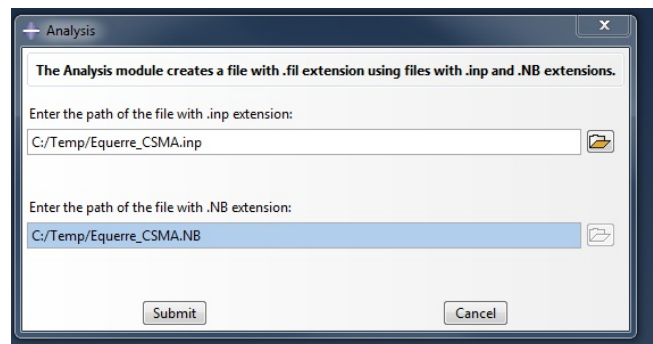 Analysis
The Analysis module creates a file with .fil extension using files with .inp and .NB extensions.
Enter the path of the file with .inp extension:
C:/Temp/Equerre_CSMA.inp
Enter the path of the file with .NB extension:
C:/Temp/Equerre_CSMA.NB
Submit Cancel